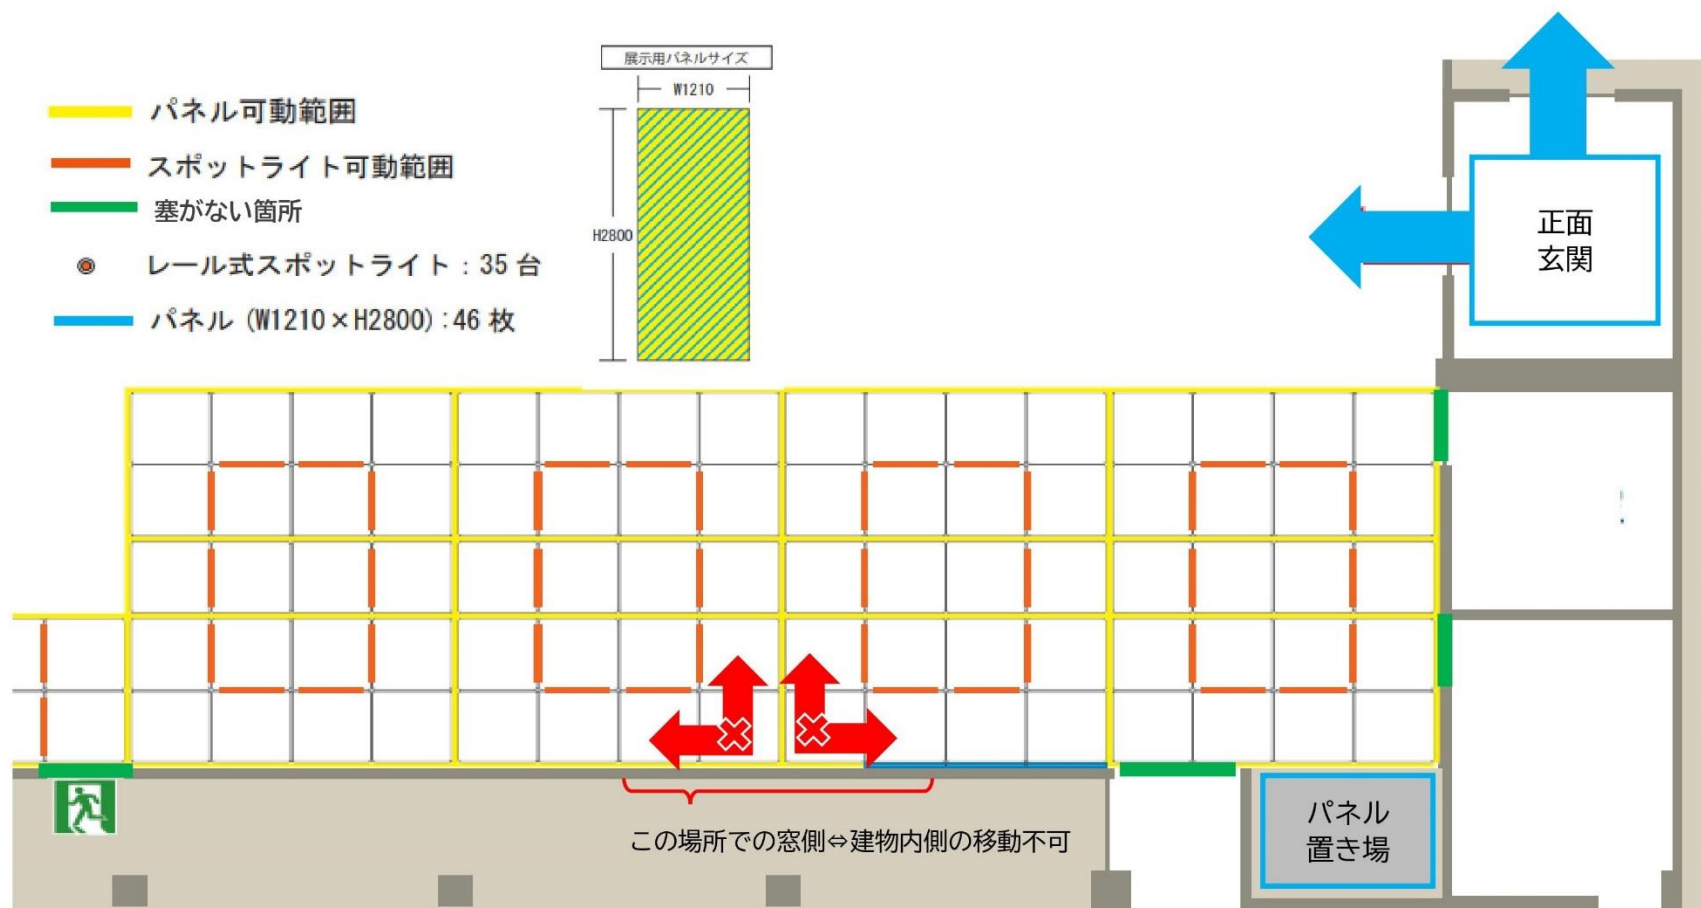 展示用パネルサイズ
W1210
H2800
パネル可動範囲
スポットライト可動範囲
塞がない箇所
レール式スポットライト：35 台
パネル (W1210×H2800)：46 枚
正面
玄関
この場所での窓側⇔建物内側の移動不可
パネル
置き場